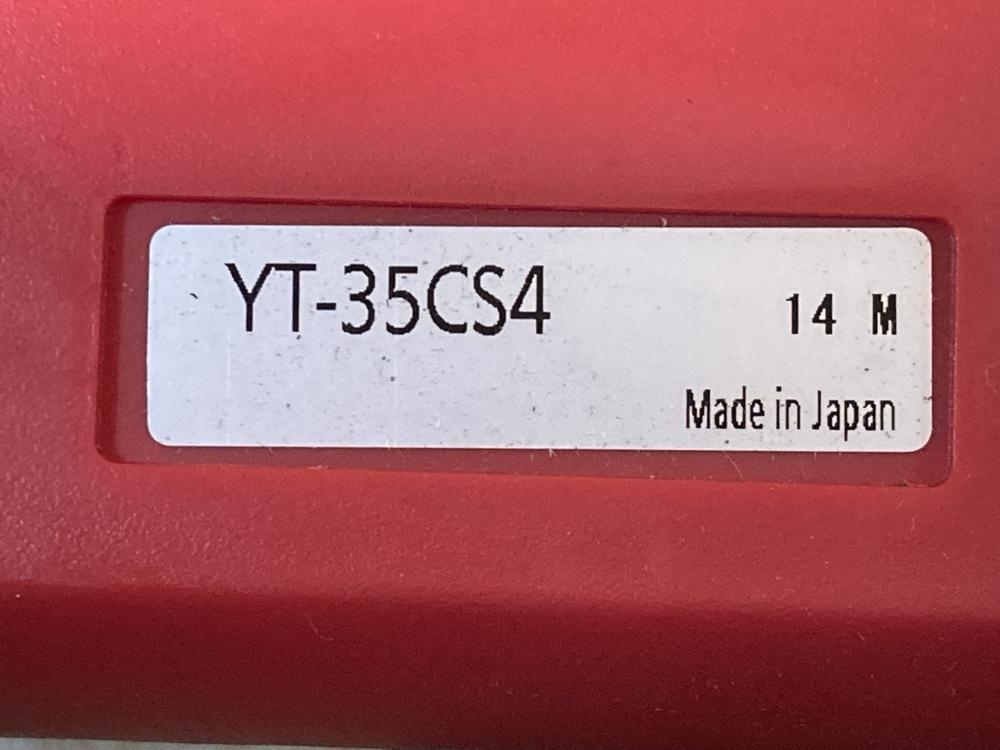 YT-35CS4 14 M
Made in Japan